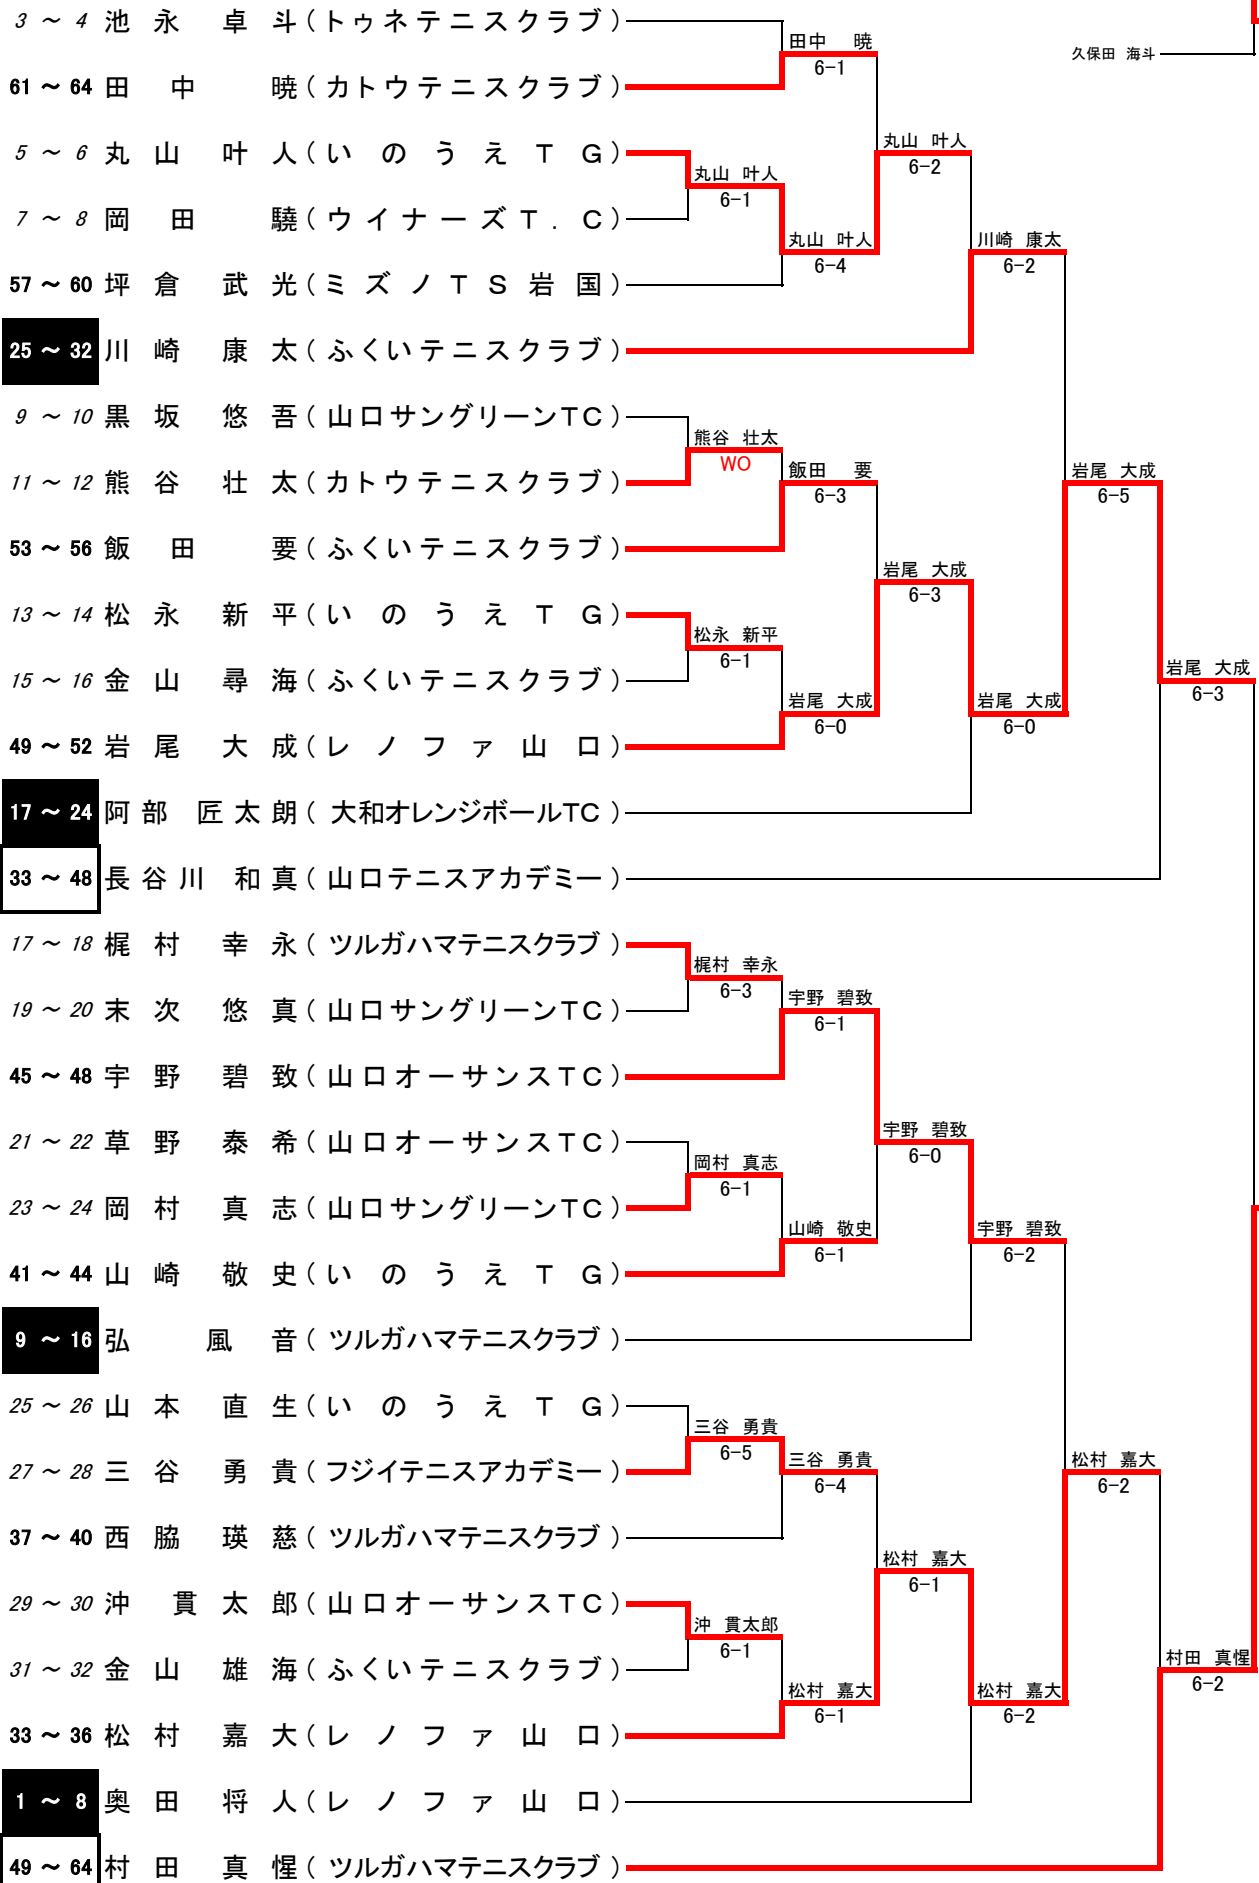 3 ～ 4 池永 卓斗(トゥネテニスクラブ)
田中 暁
6-1
久保田 海斗
61 ～ 64 田中 暁(カトウテニスクラブ)
5 ～ 6 丸山 叶人(いのうえTG)
丸山 叶人
6-1
丸山 叶人
6-2
7 ～ 8 岡田 驍(ウイナーズT.C)
丸山 叶人
6-4
川崎 康太
6-2
57 ～ 60 坪倉 武光(ミズノTS岩国)
25 ～ 32 川崎 康太(ふくいテニスクラブ)
9 ～ 10 黒坂 悠吾(山口サングリーンTC)
熊谷 壮太
WO
11 ～ 12 熊谷 壮太(カトウテニスクラブ)
飯田 要
6-3
岩尾 大成
6-5
53 ～ 56 飯田 要(ふくいテニスクラブ)
岩尾 大成
6-3
13 ～ 14 松永 新平(いのうえTG)
松永 新平
6-1
15 ～ 16 金山 尋海(ふくいテニスクラブ)
岩尾 大成
6-3
岩尾 大成
6-0
岩尾 大成
6-0
49 ～ 52 岩尾 大成(レノファ山口)
17 ～ 24 阿部 匠太朗(大和オレンジボールTC)
33 ～ 48 長谷川 和真(山口テニスアカデミー)
17 ～ 18 梶村 幸永(ツルガハマテニスクラブ)
梶村 幸永
6-3
19 ～ 20 末次 悠真(山口サングリーンTC)
宇野 碧致
6-1
45 ～ 48 宇野 碧致(山口オーサンスTC)
21 ～ 22 草野 泰希(山口オーサンスTC)
宇野 碧致
6-0
岡村 真志
6-1
23 ～ 24 岡村 真志(山口サングリーンTC)
山崎 敬史
6-1
宇野 碧致
6-2
41 ～ 44 山崎 敬史(いのうえTG)
9 ～ 16 弘 風音(ツルガハマテニスクラブ)
25 ～ 26 山本 直生(いのうえTG)
三谷 勇貴
6-5
27 ～ 28 三谷 勇貴(フジイテニスアカデミー)
三谷 勇貴
6-4
松村 嘉大
6-2
37 ～ 40 西脇 瑛慈(ツルガハマテニスクラブ)
松村 嘉大
6-1
29 ～ 30 沖 貫太郎(山口オーサンスTC)
沖 貫太郎
6-1
31 ～ 32 金山 雄海(ふくいテニスクラブ)
村田 真惺
6-2
松村 嘉大
6-1
松村 嘉大
6-2
33 ～ 36 松村 嘉大(レノファ山口)
1 ～ 8 奥田 将人(レノファ山口)
49 ～ 64 村田 真惺(ツルガハマテニスクラブ)